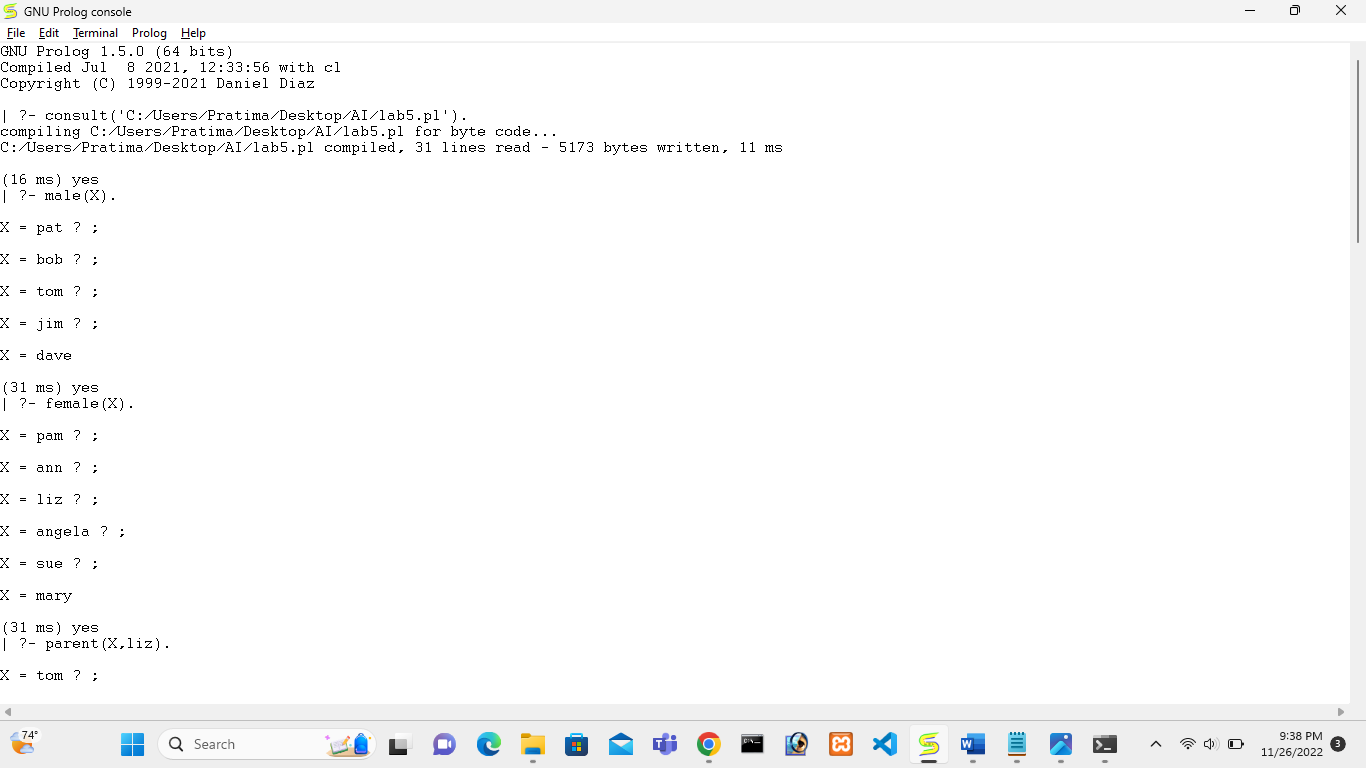 GNU Prolog console
File Edit Terminal Prolog Help
GNU Prolog 1.5.0 (64 bits)
Compiled Jul  8 2021, 12:33:56 with cl
Copyright (C) 1999-2021 Daniel Diaz
| ?- consult('C:/Users/Pratima/Desktop/AI/lab5.pl').
compiling C:/Users/Pratima/Desktop/AI/lab5.pl for byte code...
C:/Users/Pratima/Desktop/AI/lab5.pl compiled, 31 lines read - 5173 bytes written, 11 ms
(16 ms) yes
| ?- male(X).
X = pat ? ;
X = bob ? ;
X = tom ? ;
X = jim ? ;
X = dave
(31 ms) yes
| ?- female(X).
X = pam ? ;
X = ann ? ;
X = liz ? ;
X = angela ? ;
X = sue ? ;
X = mary
(31 ms) yes
| ?- parent(X,liz).
X = tom ? ;
74°
Search
9:38 PM
11/26/2022
3